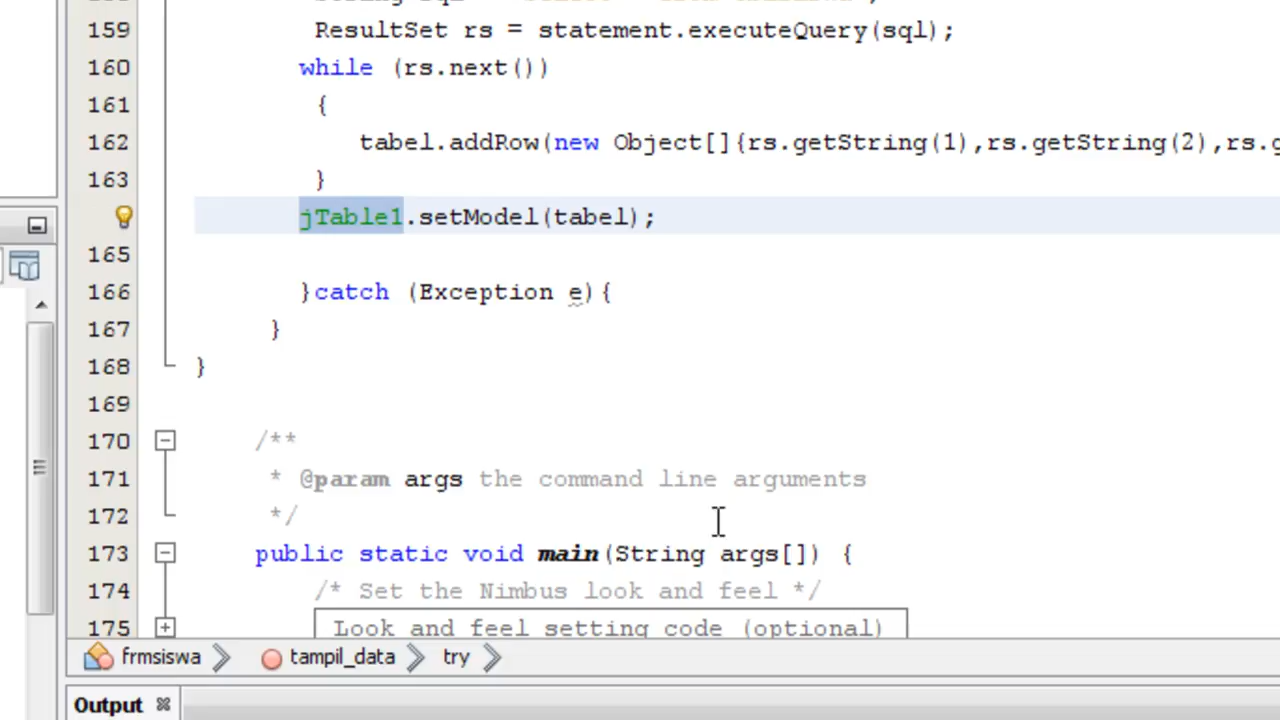 159 ResultSet rs = statement.executeQuery(sql);
160 while (rs.next())
161 {
162 tabel.addRow(new Object[]{rs.getString(1),rs.getString(2),rs.g
163 }
jTable1.setModel(tabel);
165
166 }catch (Exception e){
167 }
168 }
169
170 /**
171 * @param args the command line arguments
172 */
173 public static void main(String args[]) {
174 /* Set the Nimbus look and feel */
175 Look and feel setting code (optional)
frmsiswa tampil_data try
Output